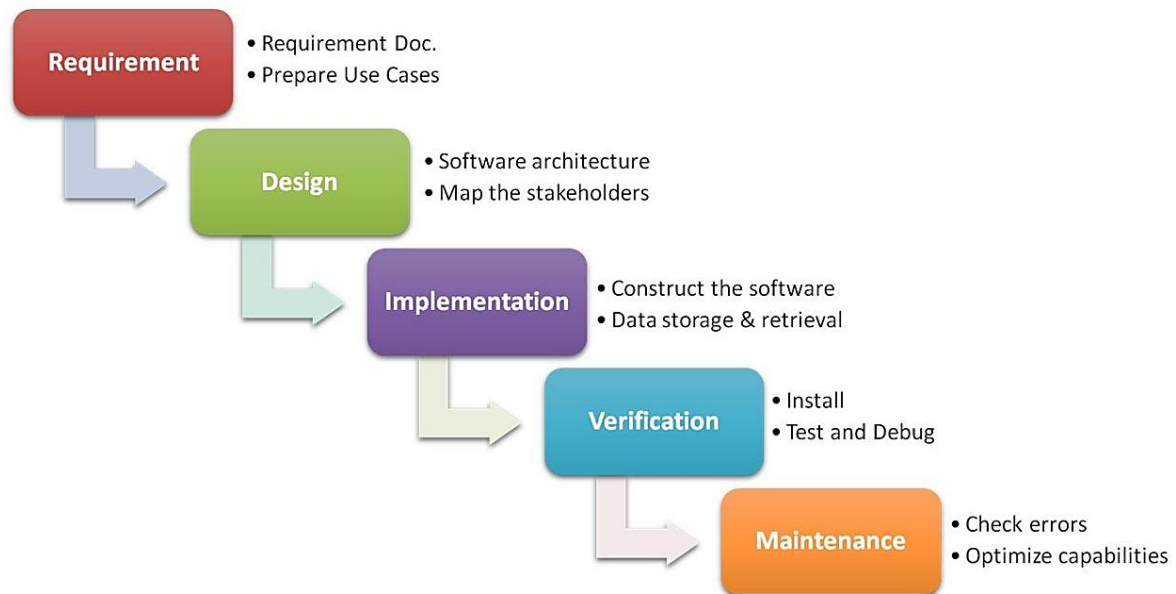 Requirement
• Requirement Doc.
• Prepare Use Cases
Design
• Software architecture
• Map the stakeholders
Implementation
• Construct the software
• Data storage & retrieval
Verification
• Install
• Test and Debug
Maintenance
• Check errors
• Optimize capabilities